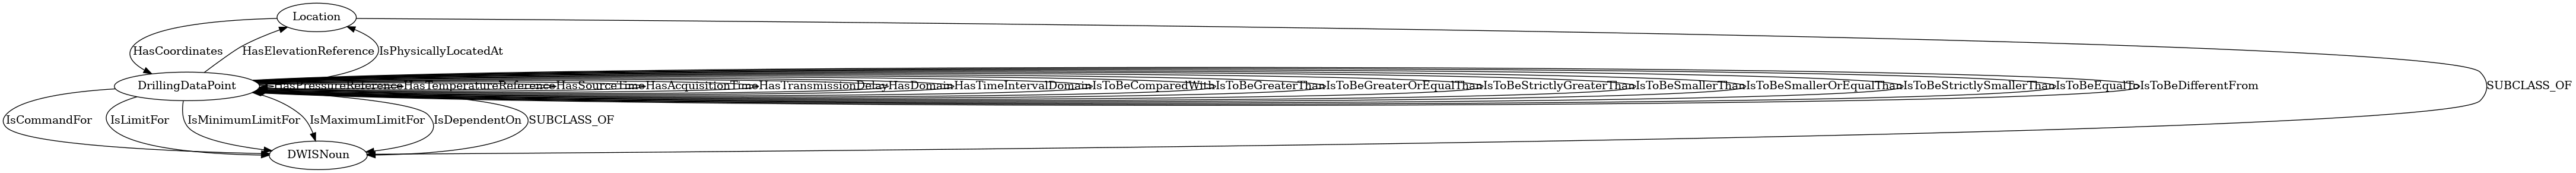 Location
HasCoordinates
HasElevationReference
IsPhysicallyLocatedAt
DrillingDataPoint
HasPressureReference
HasTemperatureReference
HasSourceTime
HasAcquisitionTime
HasTransmissionDelay
HasDomain
HasTimeIntervalDomain
IsToBeComparedWith
IsToBeGreaterThan
IsToBeGreaterOrEqualThan
IsToBeStrictlyGreaterThan
IsToBeSmallerThan
IsToBeSmallerOrEqualThan
IsToBeStrictlySmallerThan
IsToBeEqualTo
IsToBeDifferentFrom
SUBCLASS_OF
IsCommandFor
IsLimitFor
IsMinimumLimitFor
IsMaximumLimitFor
IsDependentOn
SUBCLASS_OF
DWISNoun